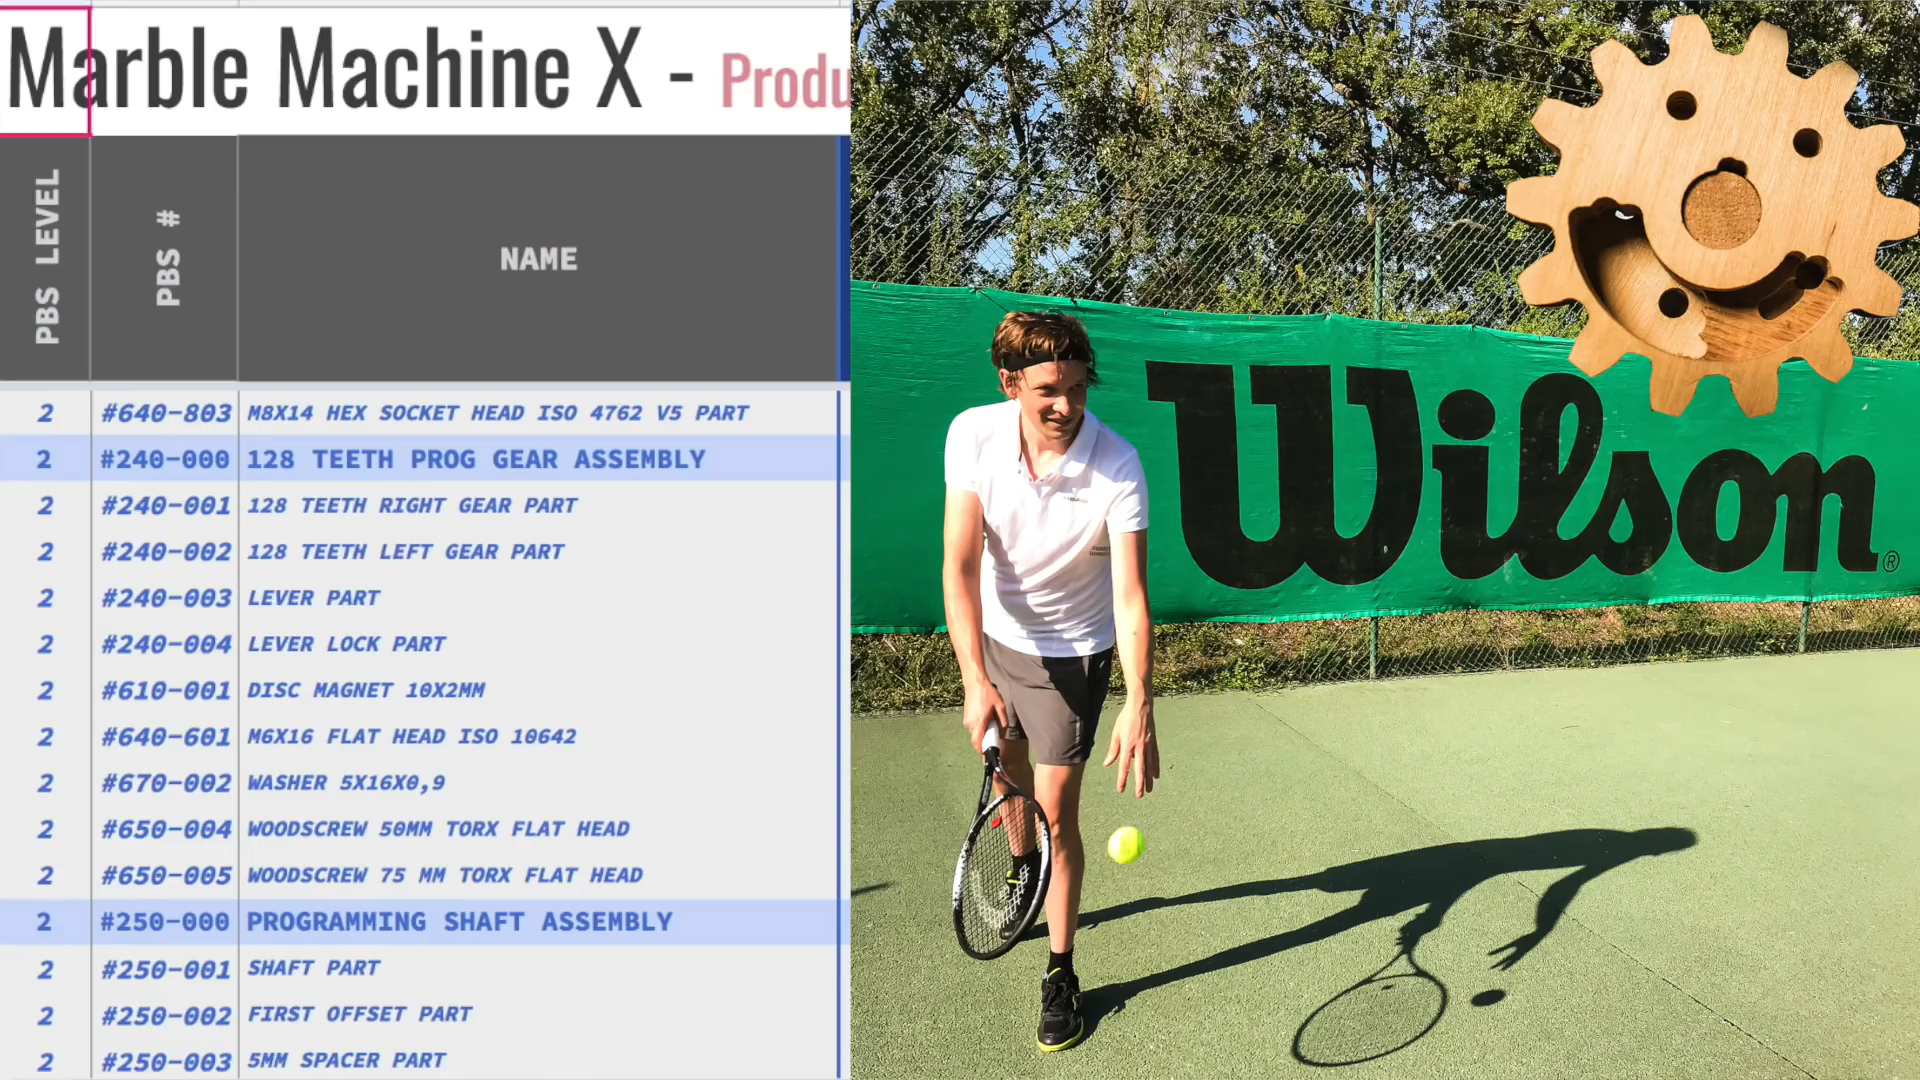 Marble Machine X - Produ
PBS LEVEL
PBS #
NAME
2 #640-803 M8X14 HEX SOCKET HEAD ISO 4762 V5 PART
2 #240-000 128 TEETH PROG GEAR ASSEMBLY
2 #240-001 128 TEETH RIGHT GEAR PART
2 #240-002 128 TEETH LEFT GEAR PART
2 #240-003 LEVER PART
2 #240-004 LEVER LOCK PART
2 #610-001 DISC MAGNET 10X2MM
2 #640-601 M6X16 FLAT HEAD ISO 10642
2 #670-002 WASHER 5X16X0,9
2 #650-004 WOODSCREW 50MM TORX FLAT HEAD
2 #650-005 WOODSCREW 75 MM TORX FLAT HEAD
2 #250-000 PROGRAMMING SHAFT ASSEMBLY
2 #250-001 SHAFT PART
2 #250-002 FIRST OFFSET PART
2 #250-003 5MM SPACER PART
Wilson®